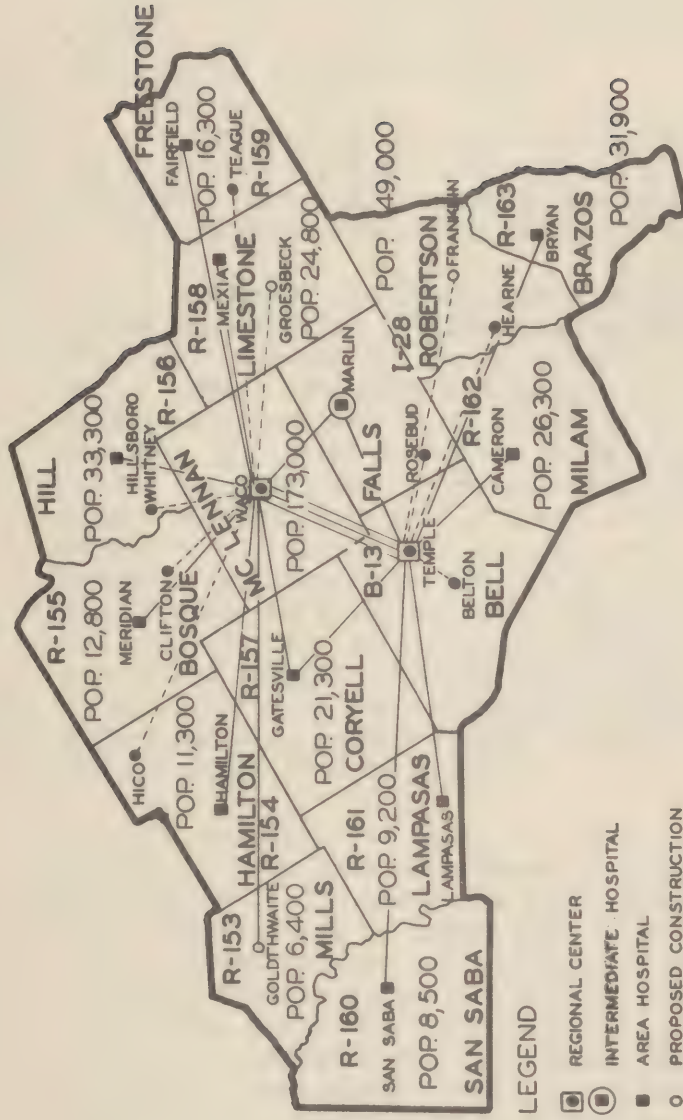 FREESTONE
FAIRFIELD
POP. 16,300
TEAGUE
R-159
R-158
MEXIA
LIMESTONE
GROESBECK
POP. 24,800
HILL
POP. 33,300
HILLSBORO
WHITNEY
R-156
R-155
POP. 12,800
MERIDIAN
CLIFTON
BOSQUE
MC LENNAN
WACO
POP. 173,000
MARLIN
FALLS
ROSEBUD
HICO
POP. 11,300
HAMILTON
HAMILTON
R-154
R-157
GATESVILLE
POP. 21,300
CORYELL
B-13
TEMPLE
BELTON
BELL
POP. 49,000
I-28
ROBERTSON
FRANKLIN
HEARNE
R-163
BRYAN
BRAZOS
POP. 31,900
R-162
CAMERON
POP. 26,300
MILAM
R-153
GOLDTHWAITE
POP. 6,400
MILLS
R-161
POP. 9,200
LAMPASAS
LAMPASAS
R-160
SAN SABA
POP. 8,500
SAN SABA
LEGEND
REGIONAL CENTER
INTERMEDIATE HOSPITAL
AREA HOSPITAL
PROPOSED CONSTRUCTION